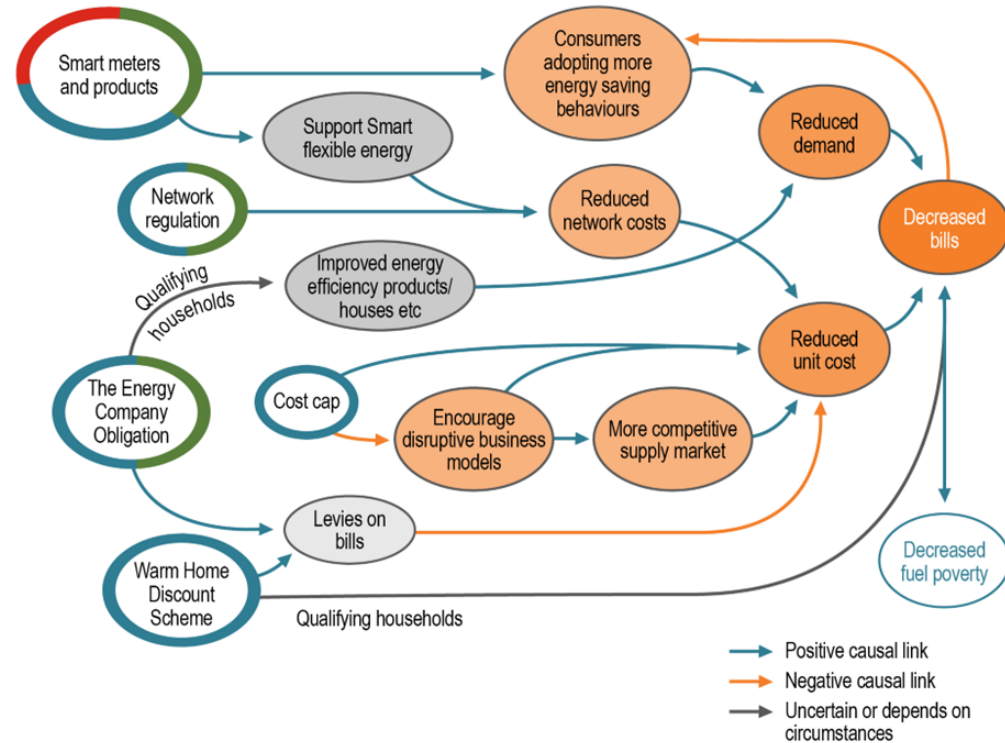 Smart meters
and products
Consumers
adopting more
energy saving
behaviours
Support Smart
flexible energy
Reduced
demand
Network
regulation
Reduced
network costs
Decreased
bills
Qualifying
households
Improved energy
efficiency products/
houses etc
The Energy
Company
Obligation
Cost cap
Reduced
unit cost
Encourage
disruptive business
models
More competitive
supply market
Levies on
bills
Warm Home
Discount
Scheme
Qualifying households
Decreased
fuel poverty
Positive causal link
Negative causal link
Uncertain or depends on
circumstances